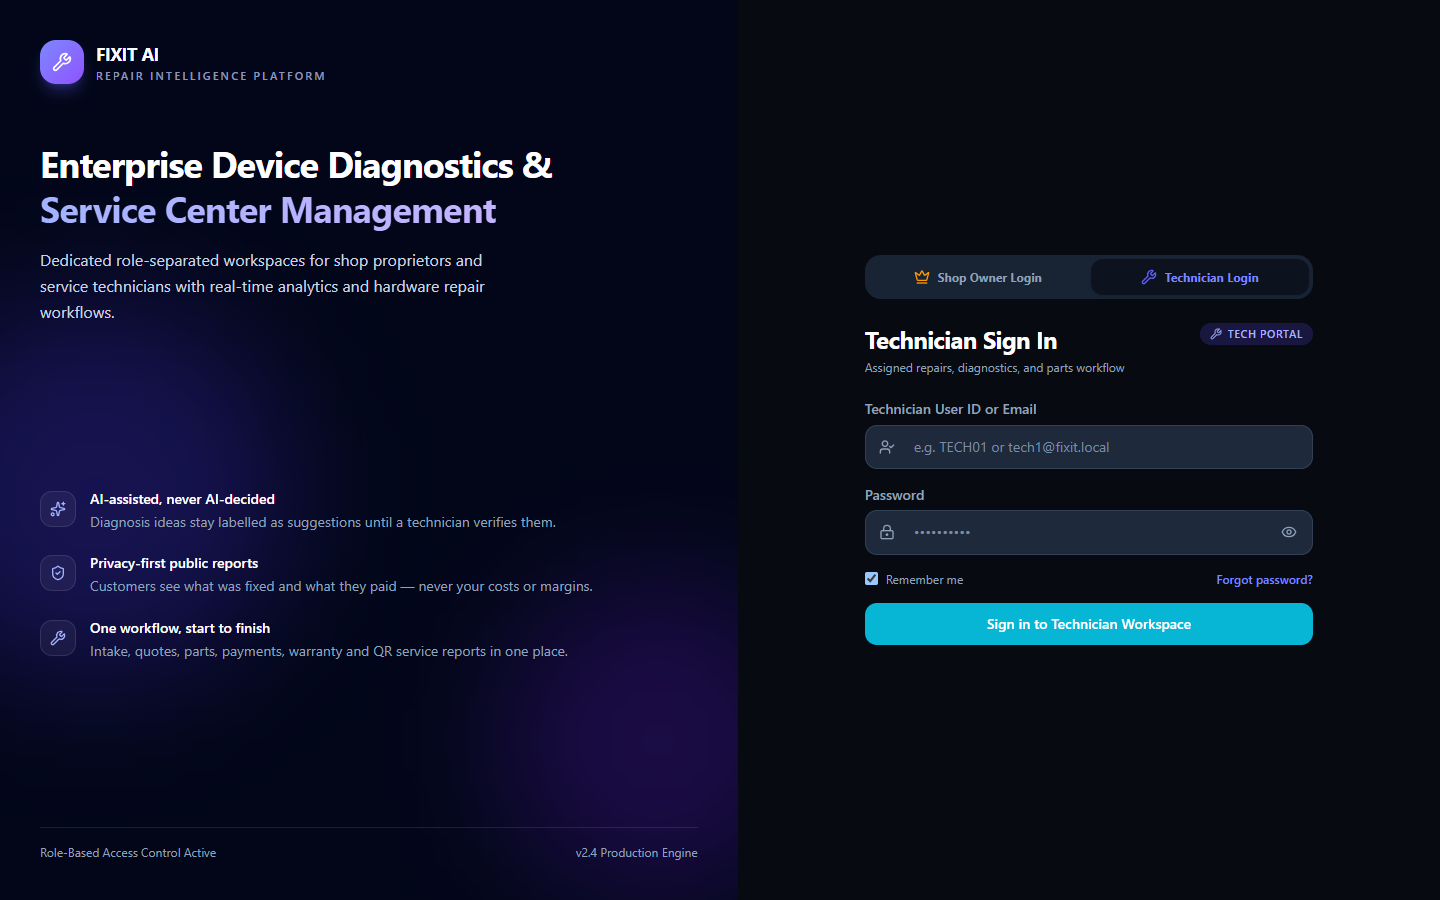 FIXIT AI
REPAIR INTELLIGENCE PLATFORM
Enterprise Device Diagnostics &
Service Center Management
Dedicated role-separated workspaces for shop proprietors and
service technicians with real-time analytics and hardware repair
workflows.
AI-assisted, never AI-decided
Diagnosis ideas stay labelled as suggestions until a technician verifies them.
Privacy-first public reports
Customers see what was fixed and what they paid — never your costs or margins.
One workflow, start to finish
Intake, quotes, parts, payments, warranty and QR service reports in one place.
Role-Based Access Control Active
v2.4 Production Engine
Shop Owner Login
Technician Login
Technician Sign In
TECH PORTAL
Assigned repairs, diagnostics, and parts workflow
Technician User ID or Email
e.g. TECH01 or tech1@fixit.local
Password
••••••••••
Remember me
Forgot password?
Sign in to Technician Workspace